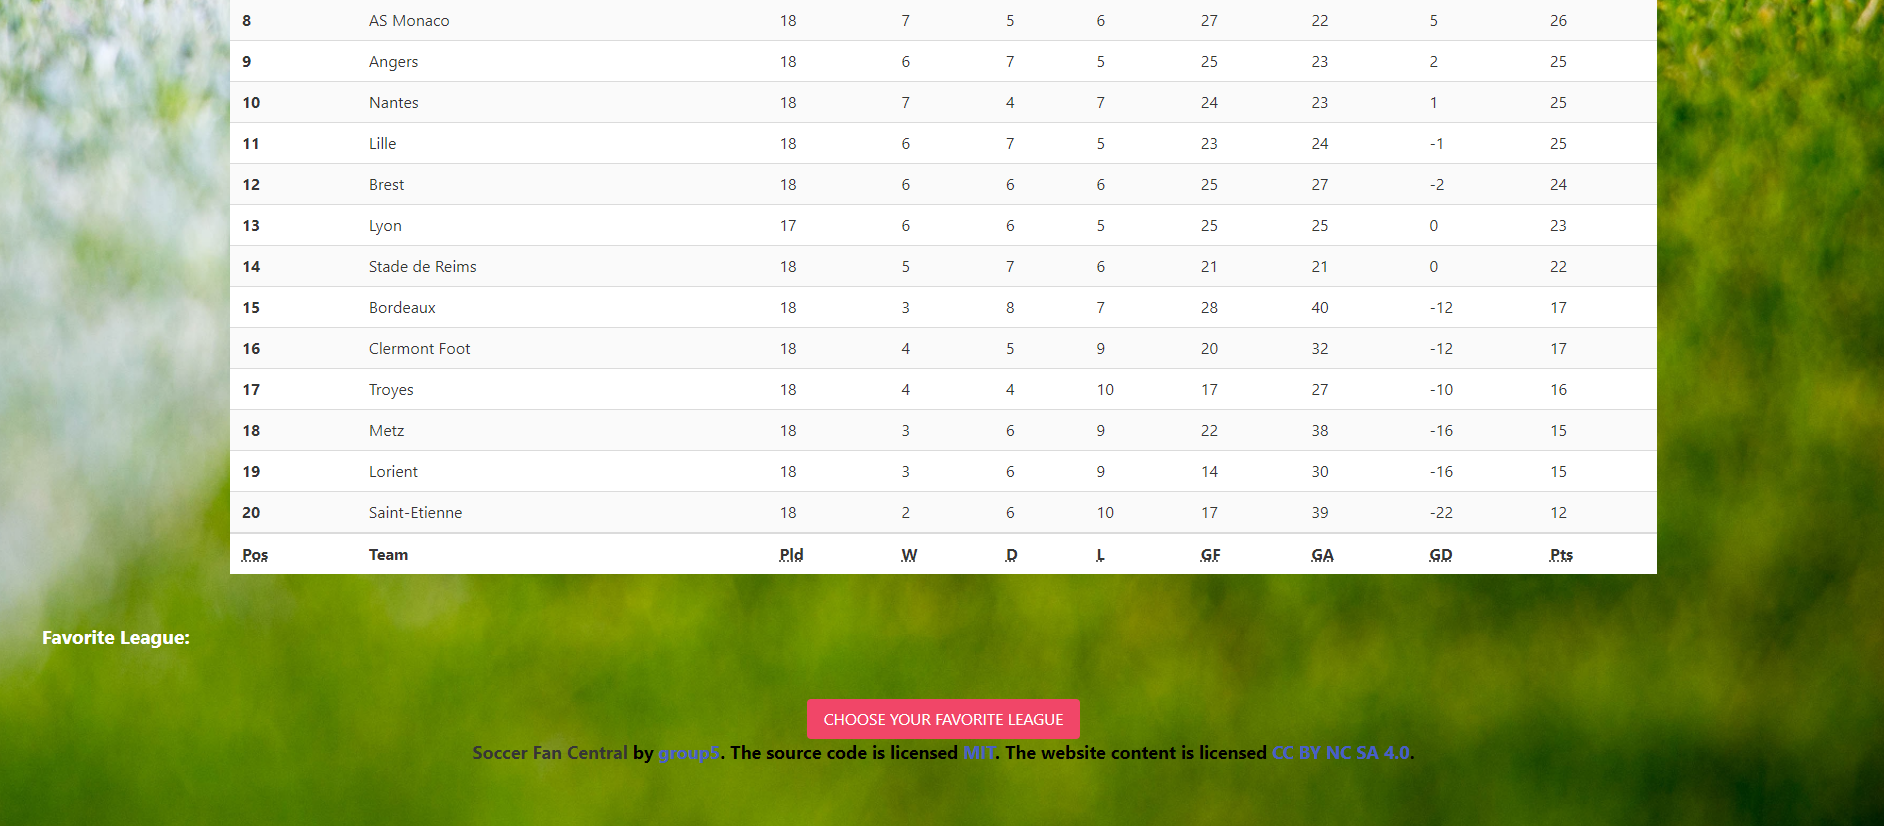 8 AS Monaco 18 7 5 6 27 22 5 26
9 Angers 18 6 7 5 25 23 2 25
10 Nantes 18 7 4 7 24 23 1 25
11 Lille 18 6 7 5 23 24 -1 25
12 Brest 18 6 6 6 25 27 -2 24
13 Lyon 17 6 6 5 25 25 0 23
14 Stade de Reims 18 5 7 6 21 21 0 22
15 Bordeaux 18 3 8 7 28 40 -12 17
16 Clermont Foot 18 4 5 9 20 32 -12 17
17 Troyes 18 4 4 10 17 27 -10 16
18 Metz 18 3 6 9 22 38 -16 15
19 Lorient 18 3 6 9 14 30 -16 15
20 Saint-Etienne 18 2 6 10 17 39 -22 12
Pos Team Pld W D L GF GA GD Pts
Favorite League:
CHOOSE YOUR FAVORITE LEAGUE
Soccer Fan Central by group5. The source code is licensed MIT. The website content is licensed CC BY NC SA 4.0.